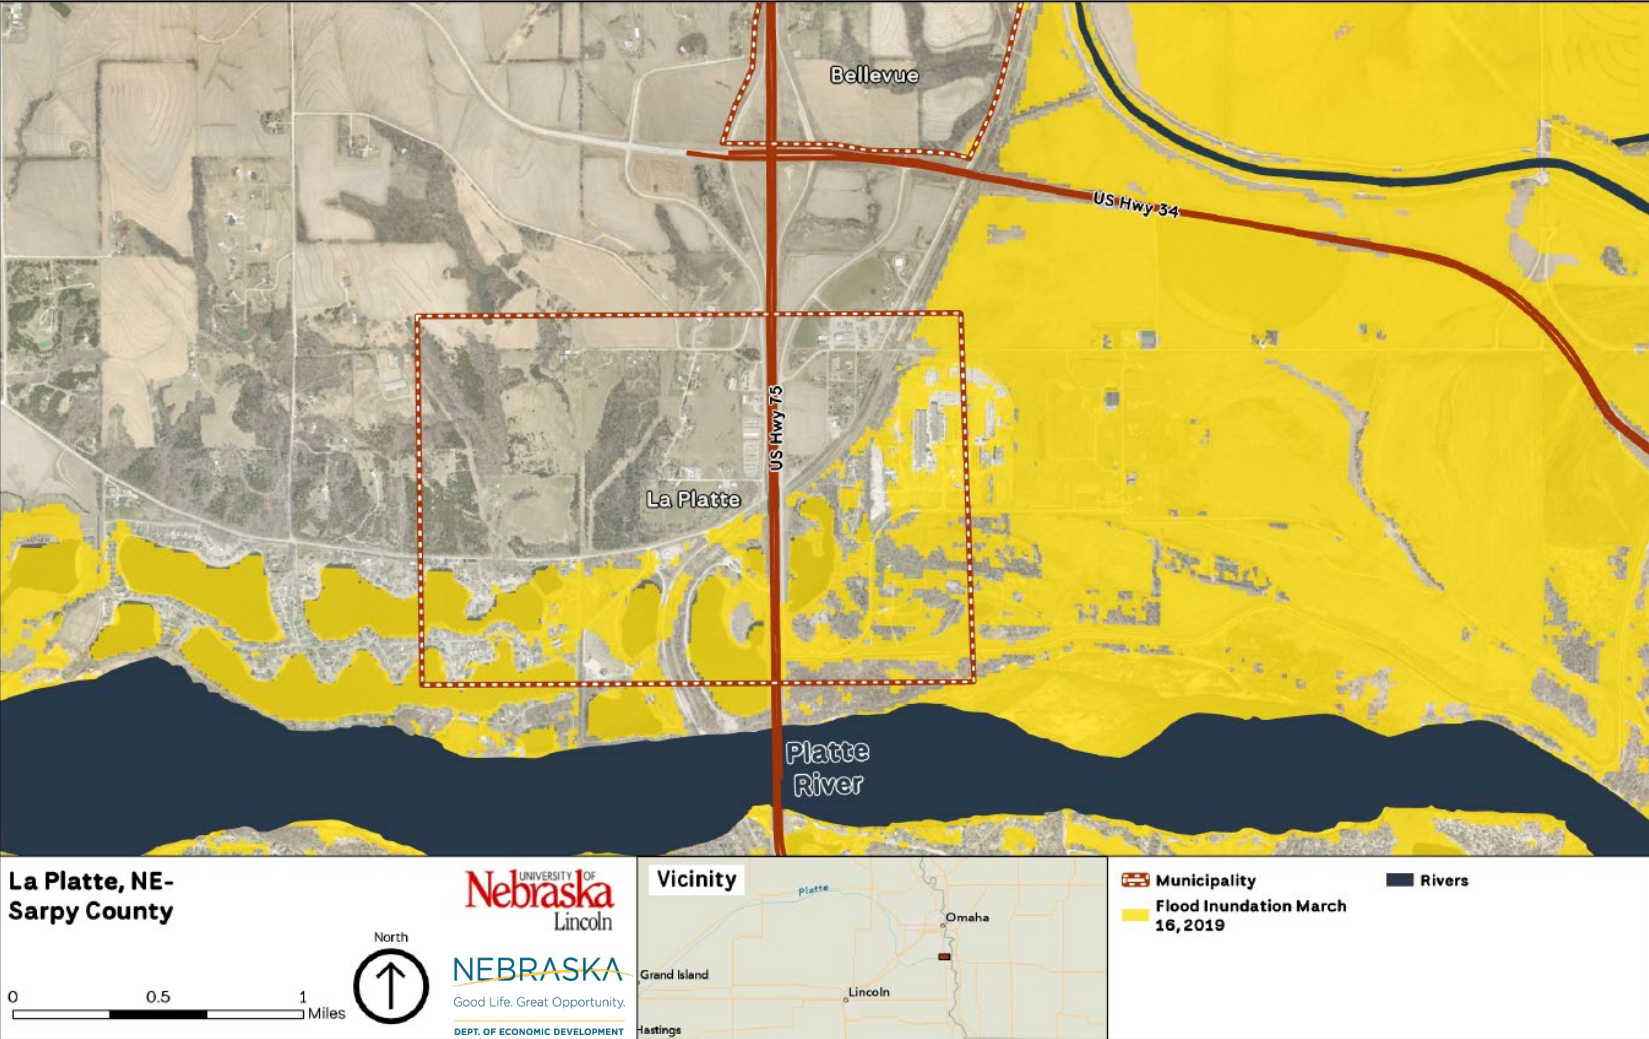 Bellevue
US Hwy 34
US Hwy 75
La Platte
Platte
River
La Platte, NE-
Sarpy County
North
0 0.5 1
Miles
UNIVERSITY OF
Nebraska
Lincoln
NEBRASKA
Good Life. Great Opportunity.
DEPT. OF ECONOMIC DEVELOPMENT
Vicinity
Platte
Omaha
Grand Island
Lincoln
Hastings
Municipality
Flood Inundation March
16, 2019
Rivers